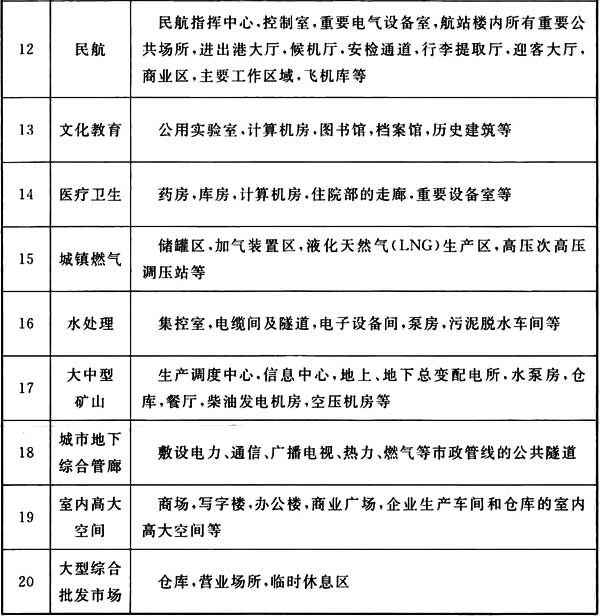 民航指挥中心,控制室,重要电气设备室,航站楼内所有重要公
12 民航 共场所,进出港大厅,候机厅,安检通道,行李提取厅,迎客大厅,
商业区,主要工作区域,飞机库等
13 文化教育 公用实验室,计算机房,图书馆,档案馆,历史建筑等
14 医疗卫生 药房,库房,计算机房,住院部的走廊,重要设备室等
15 城镇燃气 储罐区,加气装置区,液化天然气(LNG)生产区,高压次高压
调压站等
16 水处理 集控室,电缆间及隧道,电子设备间,泵房,污泥脱水车间等
17 大中型 生产调度中心,信息中心,地上、地下总变配电所,水泵房,仓
矿山 库,餐厅,柴油发电机房,空压机房等
18 城市地下
综合管廊 敷设电力、通信、广播电视、热力、燃气等市政管线的公共隧道
19 室内高大 商场,写字楼,办公楼,商业广场,企业生产车间和仓库的室内
空间 高大空间等
20 大型综合
批发市场 仓库,营业场所,临时休息区